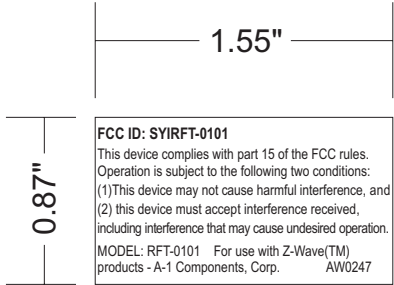 1.55"
0.87"
FCC ID: SYIRFT-0101
This device complies with part 15 of the FCC rules.
Operation is subject to the following two conditions:
(1)This device may not cause harmful interference, and
(2) this device must accept interference received,
including interference that may cause undesired operation.
MODEL: RFT-0101 For use with Z-Wave(TM)
products - A-1 Components, Corp. AW0247